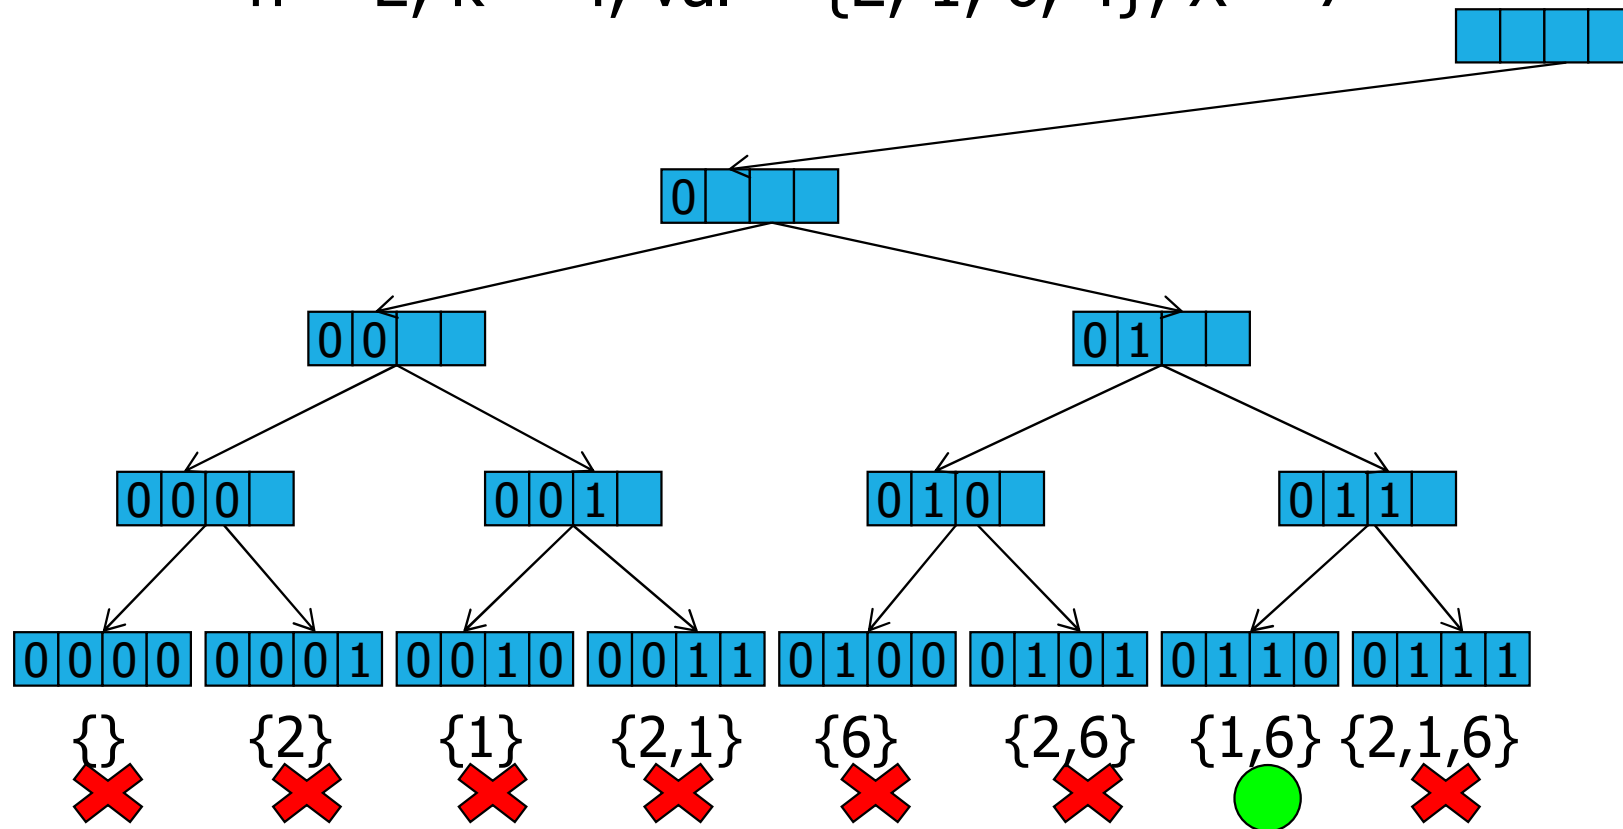 0
0 0
0 1
0 0 0
0 0 1
0 1 0
0 1 1
0 0 0 0
0 0 0 1
0 0 1 0
0 0 1 1
0 1 0 0
0 1 0 1
0 1 1 0
0 1 1 1
{}
{2}
{1}
{2,1}
{6}
{2,6}
{1,6}
{2,1,6}